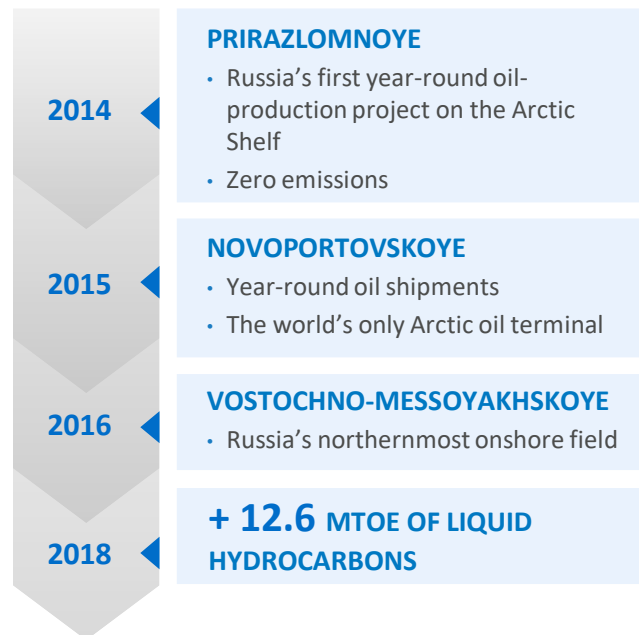 2014
PRIRAZLOMNOYE
• Russia's first year-round oil-
production project on the Arctic
Shelf
• Zero emissions
2015
NOVOPORTOVSKOYE
• Year-round oil shipments
• The world's only Arctic oil terminal
2016
VOSTOCHNO-MESSOYAKHSKOYE
• Russia's northernmost onshore field
2018
+ 12.6 MTOE OF LIQUID
HYDROCARBONS